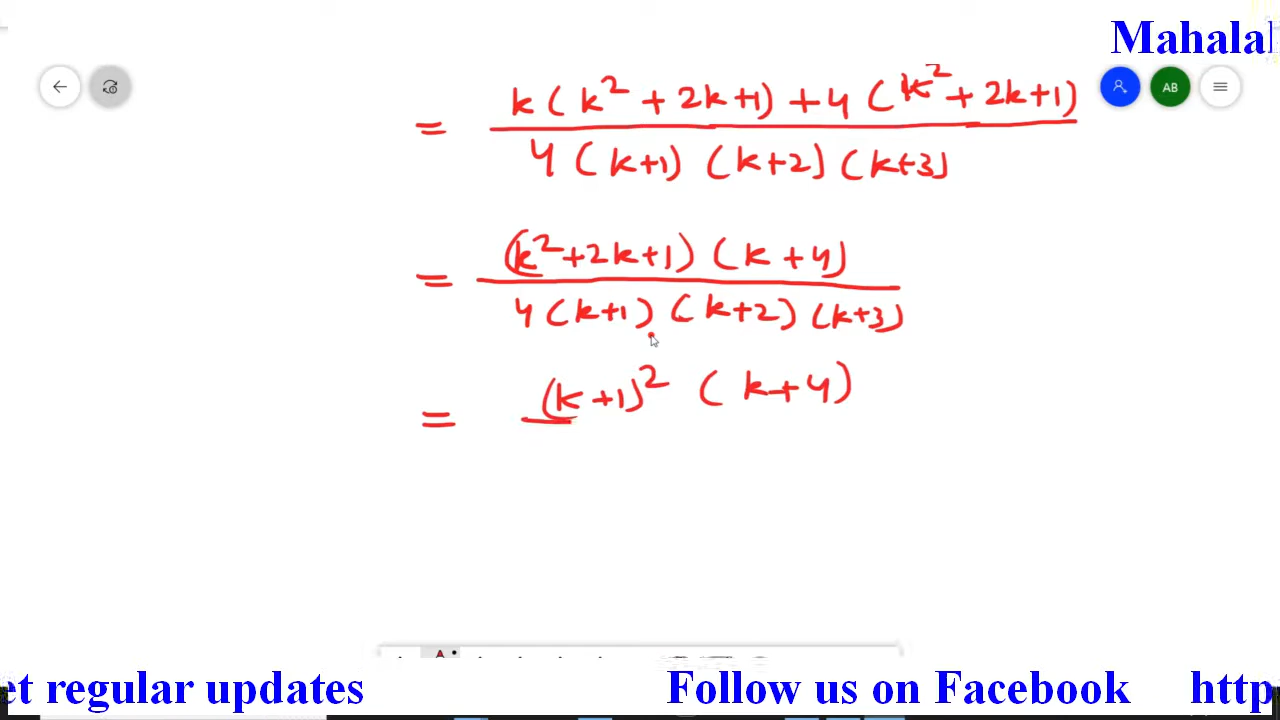 Mahalal
AB
= k(k² + 2k+1) + 4 (k² + 2k+1)
4 (k+1) (k+2) (k+3)
= (k²+2k+1) (k+4)
4 (k+1) (k+2) (k+3)
= (k+1)² (k+4)
et regular updates Follow us on Facebook http